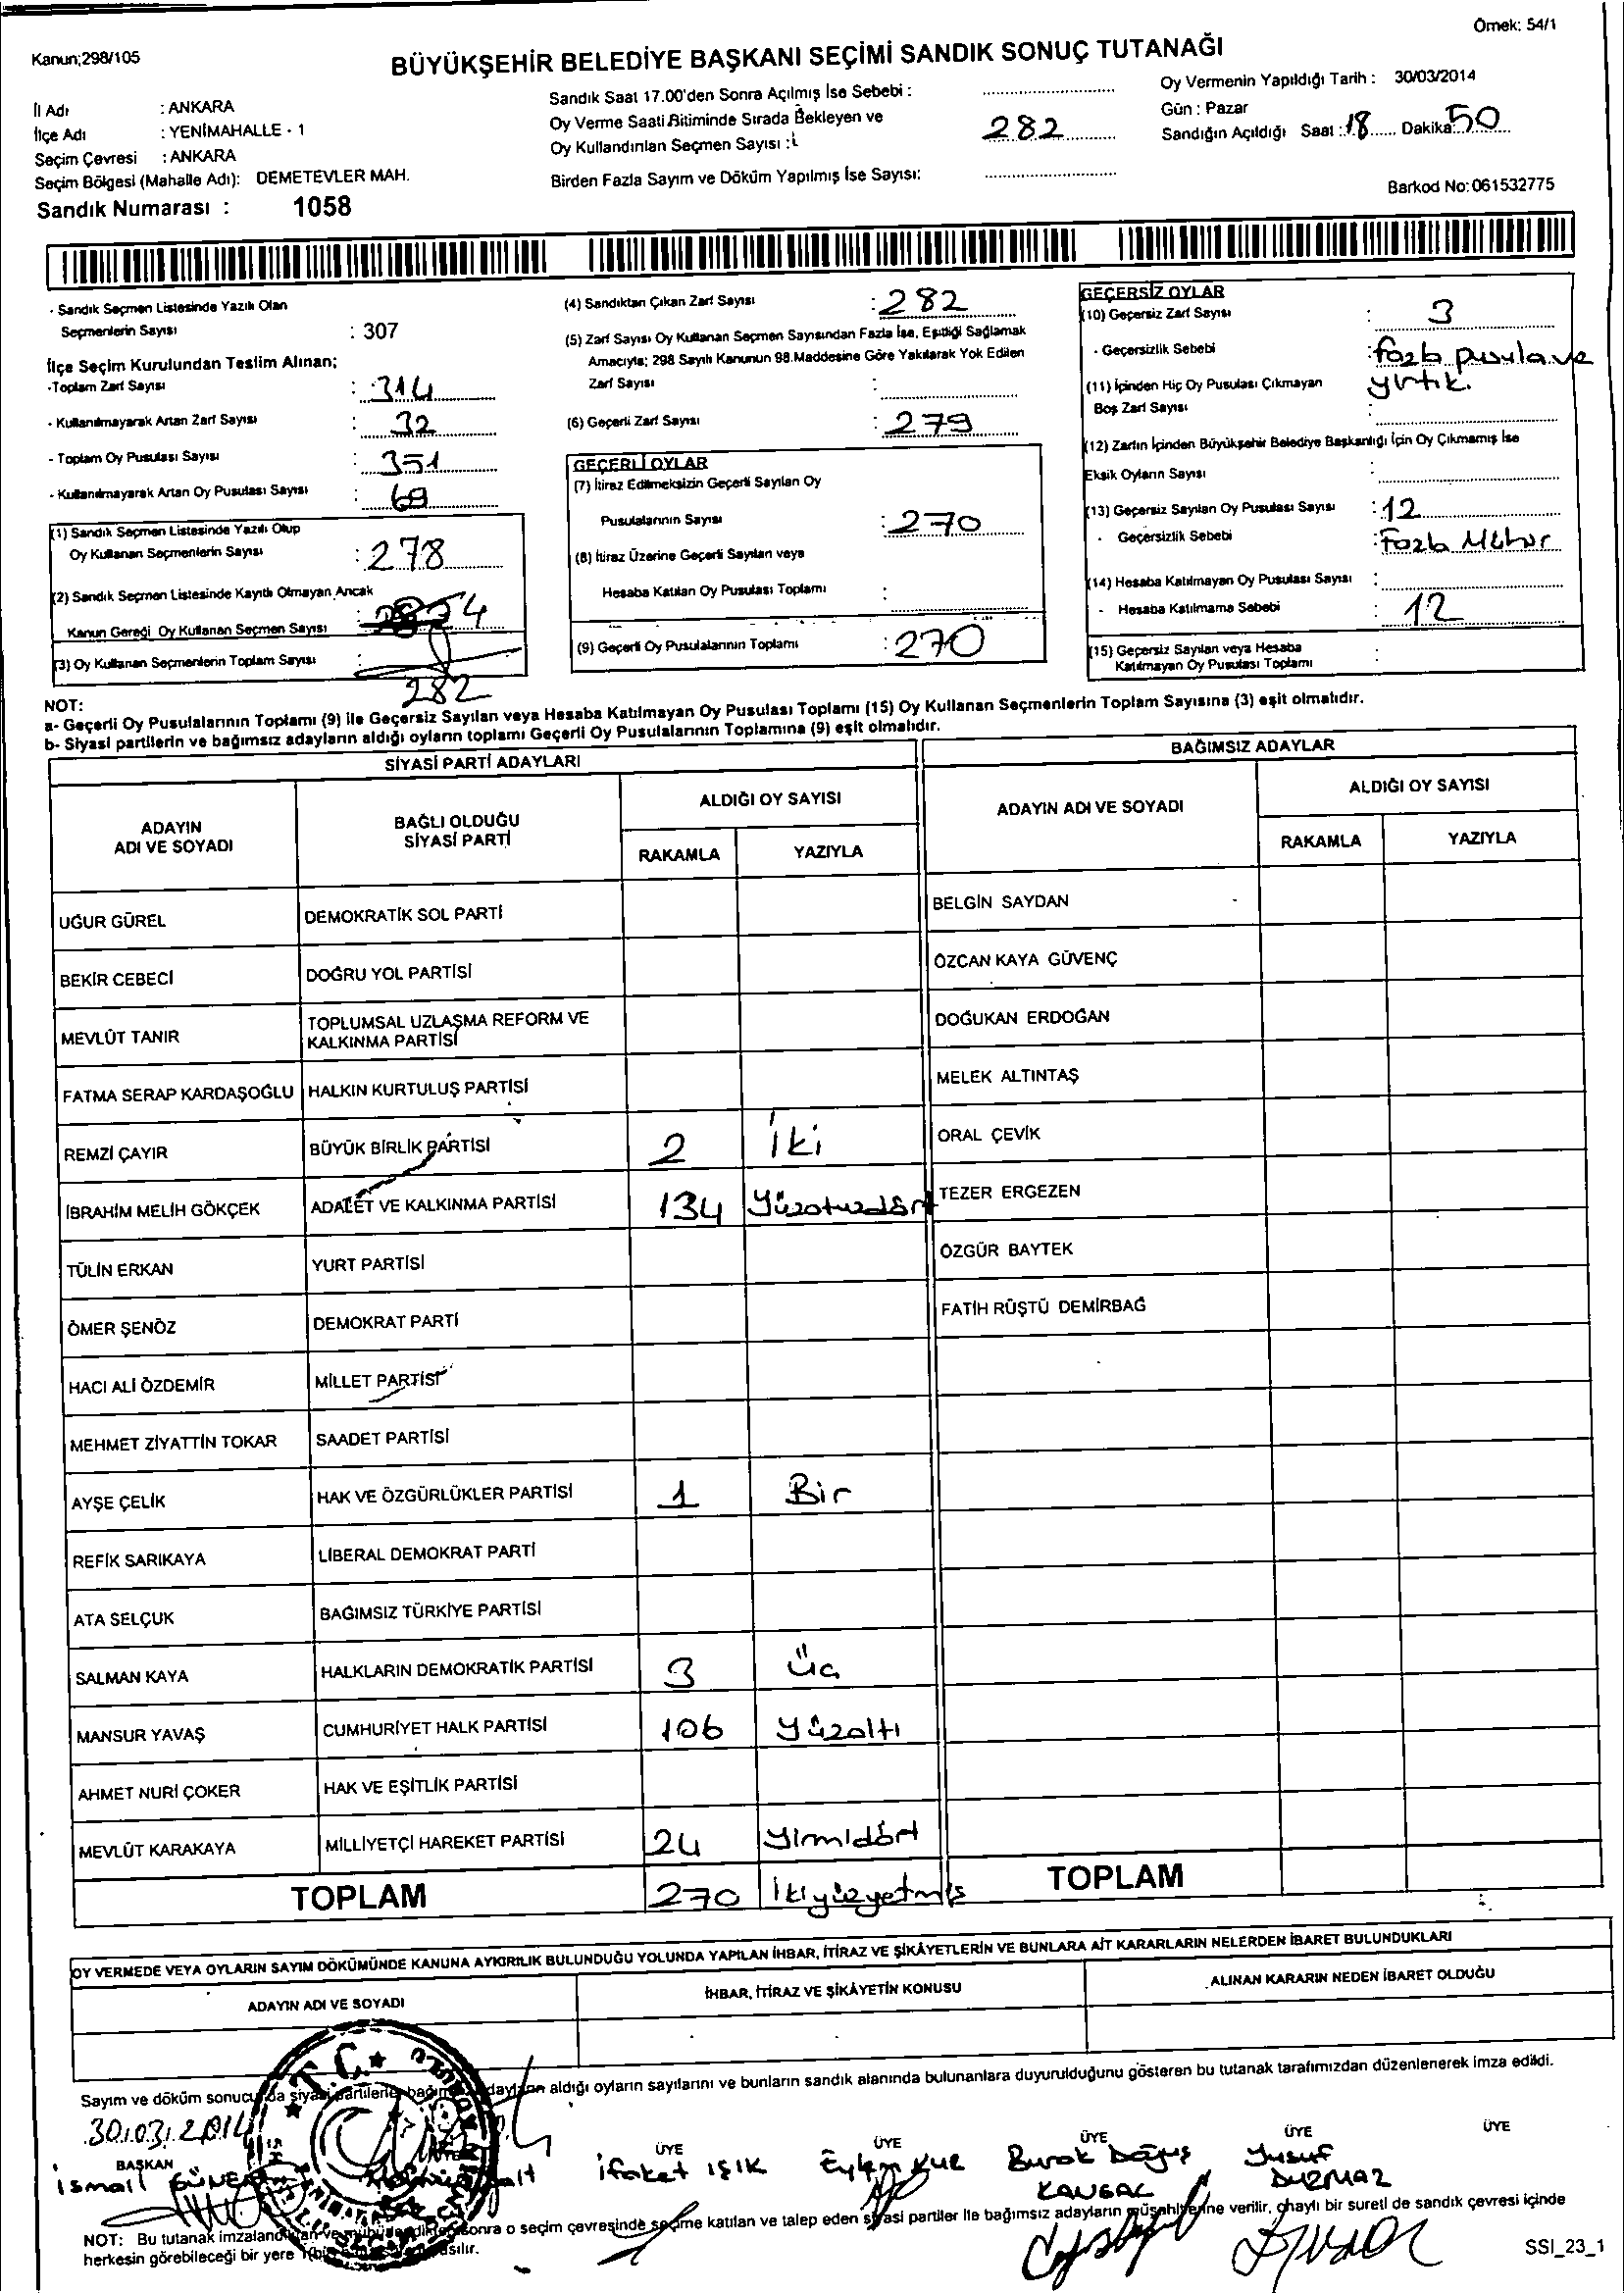 Örnek: 54/1
Kanun;298/105
BÜYÜKŞEHİR BELEDİYE BAŞKANI SEÇİMİ SANDIK SONUÇ TUTANAĞI
İl Adı : ANKARA
İlçe Adı : YENİMAHALLE - 1
Seçim Çevresi : ANKARA
Seçim Bölgesi (Mahalle Adı): DEMETEVLER MAH.
Sandık Numarası : 1058
Sandık Saat 17.00'den Sonra Açılmış İse Sebebi :
Oy Verme Saati Bitiminde Sırada Bekleyen ve
Oy Kullandırılan Seçmen Sayısı : 282
Birden Fazla Sayım ve Döküm Yapılmış İse Sayısı:
Oy Vermenin Yapıldığı Tarih : 30/03/2014
Gün : Pazar
Sandığın Açıldığı Saat : 18 Dakika 50
Barkod No:061532775
- Sandık Seçmen Listesinde Yazılı Olan
Seçmenlerin Sayısı : 307
İlçe Seçim Kurulundan Teslim Alınan;
-Toplam Zarf Sayısı : 314
- Kullanılmayarak Artan Zarf Sayısı : 32
- Toplam Oy Pusulası Sayısı : 351
- Kullanılmayarak Artan Oy Pusulası Sayısı : 69
(1) Sandık Seçmen Listesinde Yazılı Olup
Oy Kullanan Seçmenlerin Sayısı : 278
(2) Sandık Seçmen Listesinde Kayıtlı Olmayan Ancak
Kanun Gereği Oy Kullanan Seçmen Sayısı 4
(3) Oy Kullanan Seçmenlerin Toplam Sayısı :
282
(4) Sandıktan Çıkan Zarf Sayısı : 282
(5) Zarf Sayısı Oy Kullanan Seçmen Sayısından Fazla İse, Eşitliği Sağlamak
Amacıyla; 298 Sayılı Kanunun 98.Maddesine Göre Yakılarak Yok Edilen
Zarf Sayısı :
(6) Geçerli Zarf Sayısı : 279
GEÇERLİ OYLAR
(7) İtiraz Edilmeksizin Geçerli Sayılan Oy
Pusulalarının Sayısı : 270
(8) İtiraz Üzerine Geçerli Sayılan veya
Hesaba Katılan Oy Pusulası Toplamı :
(9) Geçerli Oy Pusulalarının Toplamı : 270
GEÇERSİZ OYLAR
(10) Geçersiz Zarf Sayısı : 3
- Geçersizlik Sebebi : fazla pusula ve
yırtık.
(11) İçinden Hiç Oy Pusulası Çıkmayan
Boş Zarf Sayısı :
(12) Zarfın İçinden Büyükşehir Belediye Başkanlığı İçin Oy Çıkmamış İse
Eksik Oyların Sayısı :
(13) Geçersiz Sayılan Oy Pusulası Sayısı : 12
- Geçersizlik Sebebi : Fazla Mühür
(14) Hesaba Katılmayan Oy Pusulası Sayısı :
- Hesaba Katılmama Sebebi : 12
(15) Geçersiz Sayılan veya Hesaba
Katılmayan Oy Pusulası Toplamı :
NOT:
a- Geçerli Oy Pusulalarının Toplamı (9) ile Geçersiz Sayılan veya Hesaba Katılmayan Oy Pusulası Toplamı (15) Oy Kullanan Seçmenlerin Toplam Sayısına (3) eşit olmalıdır.
b- Siyasi partilerin ve bağımsız adayların aldığı oyların toplamı Geçerli Oy Pusulalarının Toplamına (9) eşit olmalıdır.
SİYASİ PARTİ ADAYLARI
BAĞIMSIZ ADAYLAR
ADAYIN
ADI VE SOYADI
BAĞLI OLDUĞU
SİYASİ PARTİ
ALDIĞI OY SAYISI
RAKAMLA YAZIYLA
ADAYIN ADI VE SOYADI
ALDIĞI OY SAYISI
RAKAMLA YAZIYLA
UĞUR GÜREL DEMOKRATİK SOL PARTİ BELGİN SAYDAN
BEKİR CEBECİ DOĞRU YOL PARTİSİ ÖZCAN KAYA GÜVENÇ
MEVLÜT TANIR TOPLUMSAL UZLAŞMA REFORM VE
KALKINMA PARTİSİ DOĞUKAN ERDOĞAN
FATMA SERAP KARDAŞOĞLU HALKIN KURTULUŞ PARTİSİ MELEK ALTINTAŞ
REMZİ ÇAYIR BÜYÜK BİRLİK PARTİSİ 2 İki ORAL ÇEVİK
İBRAHİM MELİH GÖKÇEK ADALET VE KALKINMA PARTİSİ 134 Yüzotuzdört TEZER ERGEZEN
TÜLİN ERKAN YURT PARTİSİ ÖZGÜR BAYTEK
ÖMER ŞENÖZ DEMOKRAT PARTİ FATİH RÜŞTÜ DEMİRBAĞ
HACI ALİ ÖZDEMİR MİLLET PARTİSİ
MEHMET ZİYATTİN TOKAR SAADET PARTİSİ
AYŞE ÇELİK HAK VE ÖZGÜRLÜKLER PARTİSİ 1 Bir
REFİK SARIKAYA LİBERAL DEMOKRAT PARTİ
ATA SELÇUK BAĞIMSIZ TÜRKİYE PARTİSİ
SALMAN KAYA HALKLARIN DEMOKRATİK PARTİSİ 3 Üç
MANSUR YAVAŞ CUMHURİYET HALK PARTİSİ 106 Yüzaltı
AHMET NURİ ÇOKER HAK VE EŞİTLİK PARTİSİ
MEVLÜT KARAKAYA MİLLİYETÇİ HAREKET PARTİSİ 24 Yirmidört
TOPLAM 270 İkiyüzyetmiş TOPLAM
OY VERMEDE VEYA OYLARIN SAYIM DÖKÜMÜNDE KANUNA AYKIRILIK BULUNDUĞU YOLUNDA YAPILAN İHBAR, İTİRAZ VE ŞİKÂYETLERİN VE BUNLARA AİT KARARLARIN NELERDEN İBARET BULUNDUKLARI
ADAYIN ADI VE SOYADI İHBAR, İTİRAZ VE ŞİKÂYETİN KONUSU ALINAN KARARIN NEDEN İBARET OLDUĞU
T.C.
Sayım ve döküm sonucunda siyasi partilerle bağımsız adayların aldığı oyların sayılarını ve bunların sandık alanında bulunanlara duyurulduğunu gösteren bu tutanak tarafımızdan düzenlenerek imza edildi.
30.03.2014
BAŞKAN ÜYE ÜYE ÜYE ÜYE ÜYE
ismail GÜNE ifaket IŞIK Eylem KUZ Burak Doğuş Yusuf
KANGAL DURMAZ
NOT: Bu tutanak imzalandıktan ve mühürlendikten sonra o seçim çevresinde seçime katılan ve talep eden siyasi partiler ile bağımsız adayların müşahitlerine verilir, onaylı bir sureti de sandık çevresi içinde
herkesin görebileceği bir yere asılır.
SSI_23_1